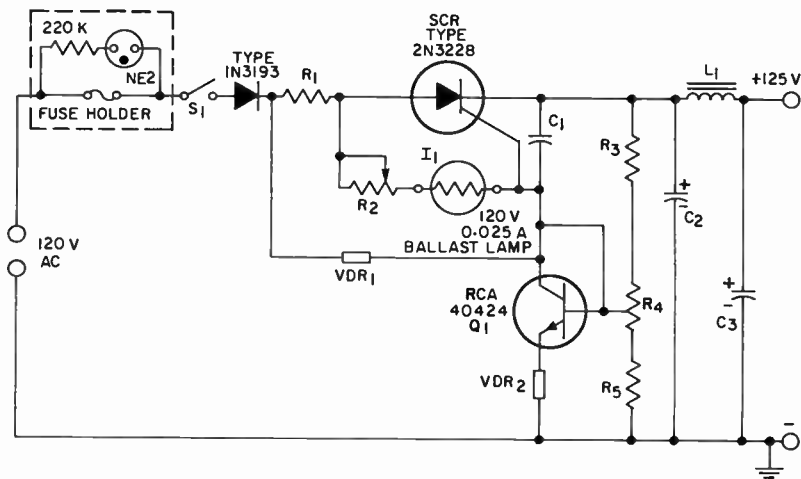 220 K
NE2
FUSE HOLDER
S1
TYPE
1N3193
R1
SCR
TYPE
2N3228
L1
+125 V
C1
R3
I1
R2
+
-
C2
120 V
0.025 A
BALLAST LAMP
120 V
AC
VDR1
RCA
40424
Q1
R4
+
-
C3
VDR2
R5
-